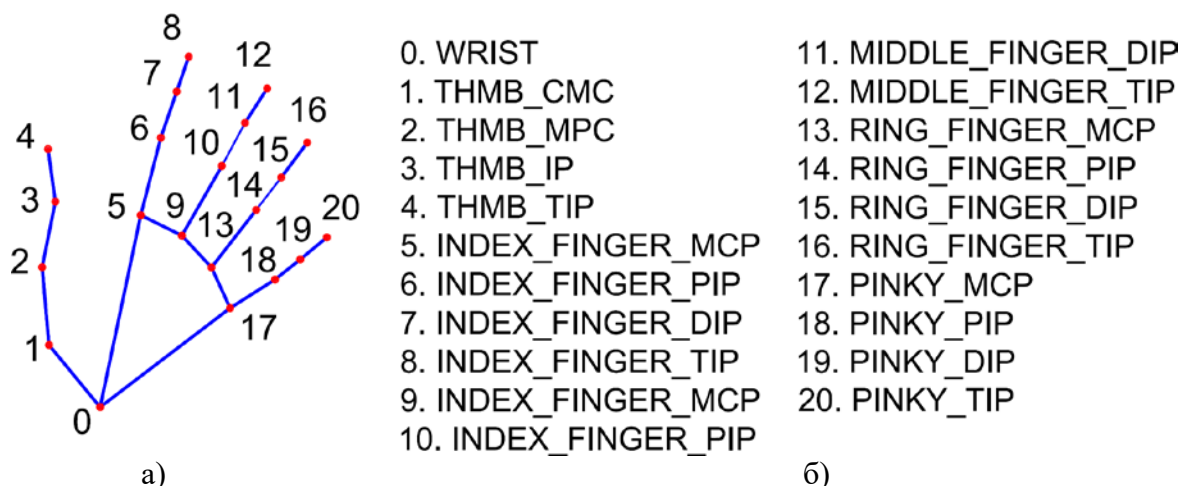 8
12
7
11
16
6
10
15
4
14
3
5
9
13
20
19
2
18
17
1
0
0. WRIST
1. THMB_CMC
2. THMB_MPC
3. THMB_IP
4. THMB_TIP
5. INDEX_FINGER_MCP
6. INDEX_FINGER_PIP
7. INDEX_FINGER_DIP
8. INDEX_FINGER_TIP
9. INDEX_FINGER_MCP
10. INDEX_FINGER_PIP
11. MIDDLE_FINGER_DIP
12. MIDDLE_FINGER_TIP
13. RING_FINGER_MCP
14. RING_FINGER_PIP
15. RING_FINGER_DIP
16. RING_FINGER_TIP
17. PINKY_MCP
18. PINKY_PIP
19. PINKY_DIP
20. PINKY_TIP
а)
б)